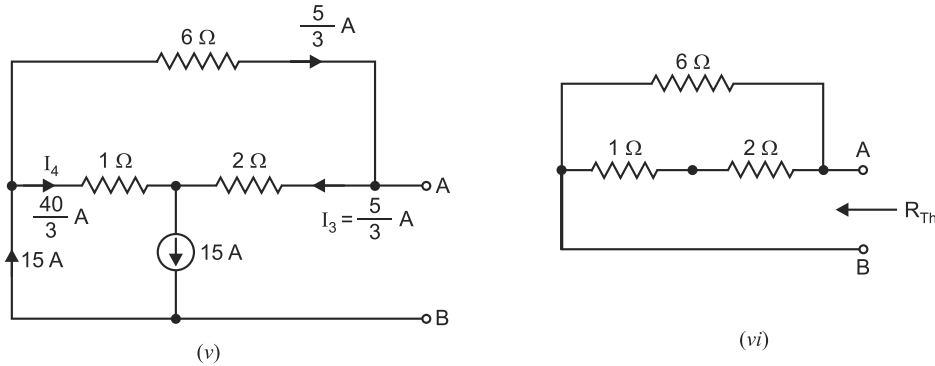 5/3 A
6 Ω
6 Ω
I4 1 Ω 2 Ω A
40/3 A I3 = 5/3 A
15 A 15 A
B
(v)
1 Ω 2 Ω A
RTh
B
(vi)